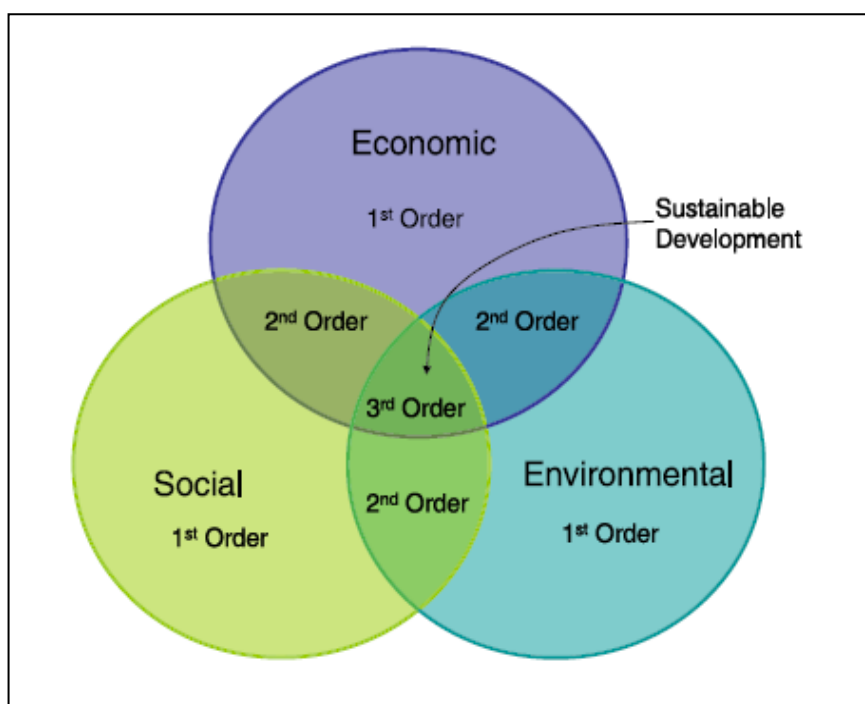 Economic
1st Order
Sustainable
Development
2nd Order
2nd Order
3rd Order
Social
1st Order
2nd Order
Environmental
1st Order